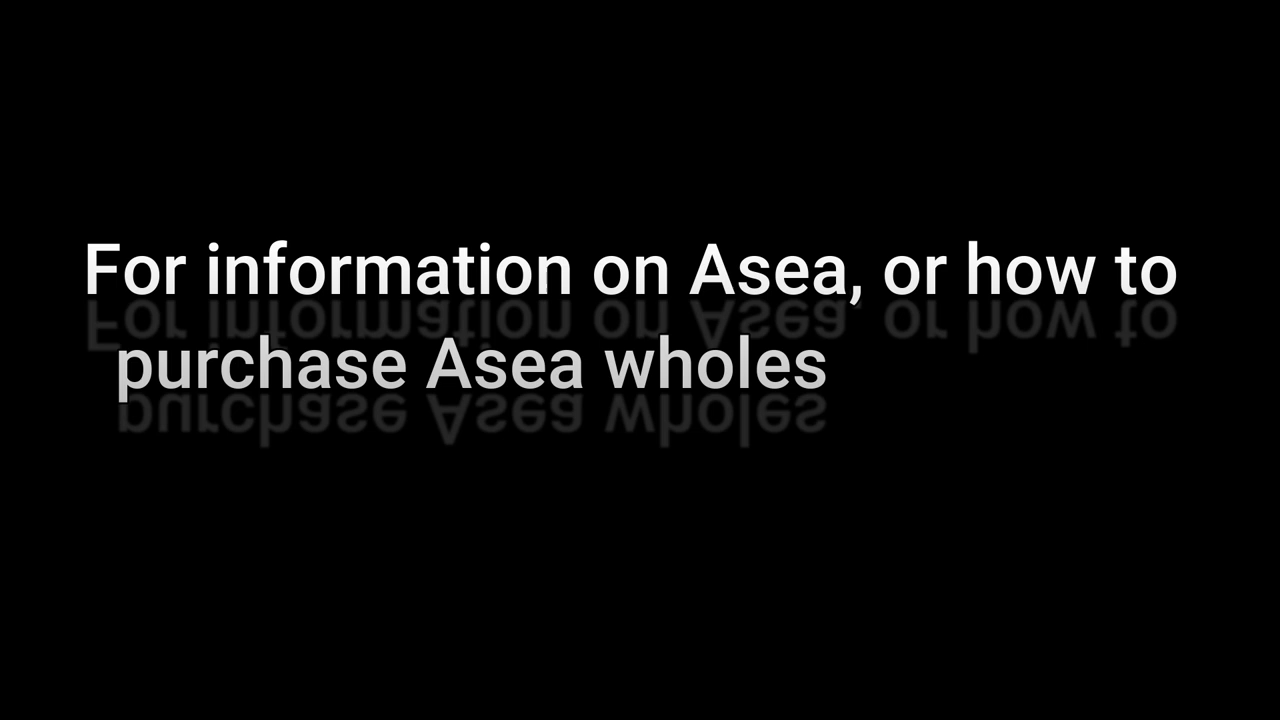 For information on Asea, or how to
purchase Asea wholes